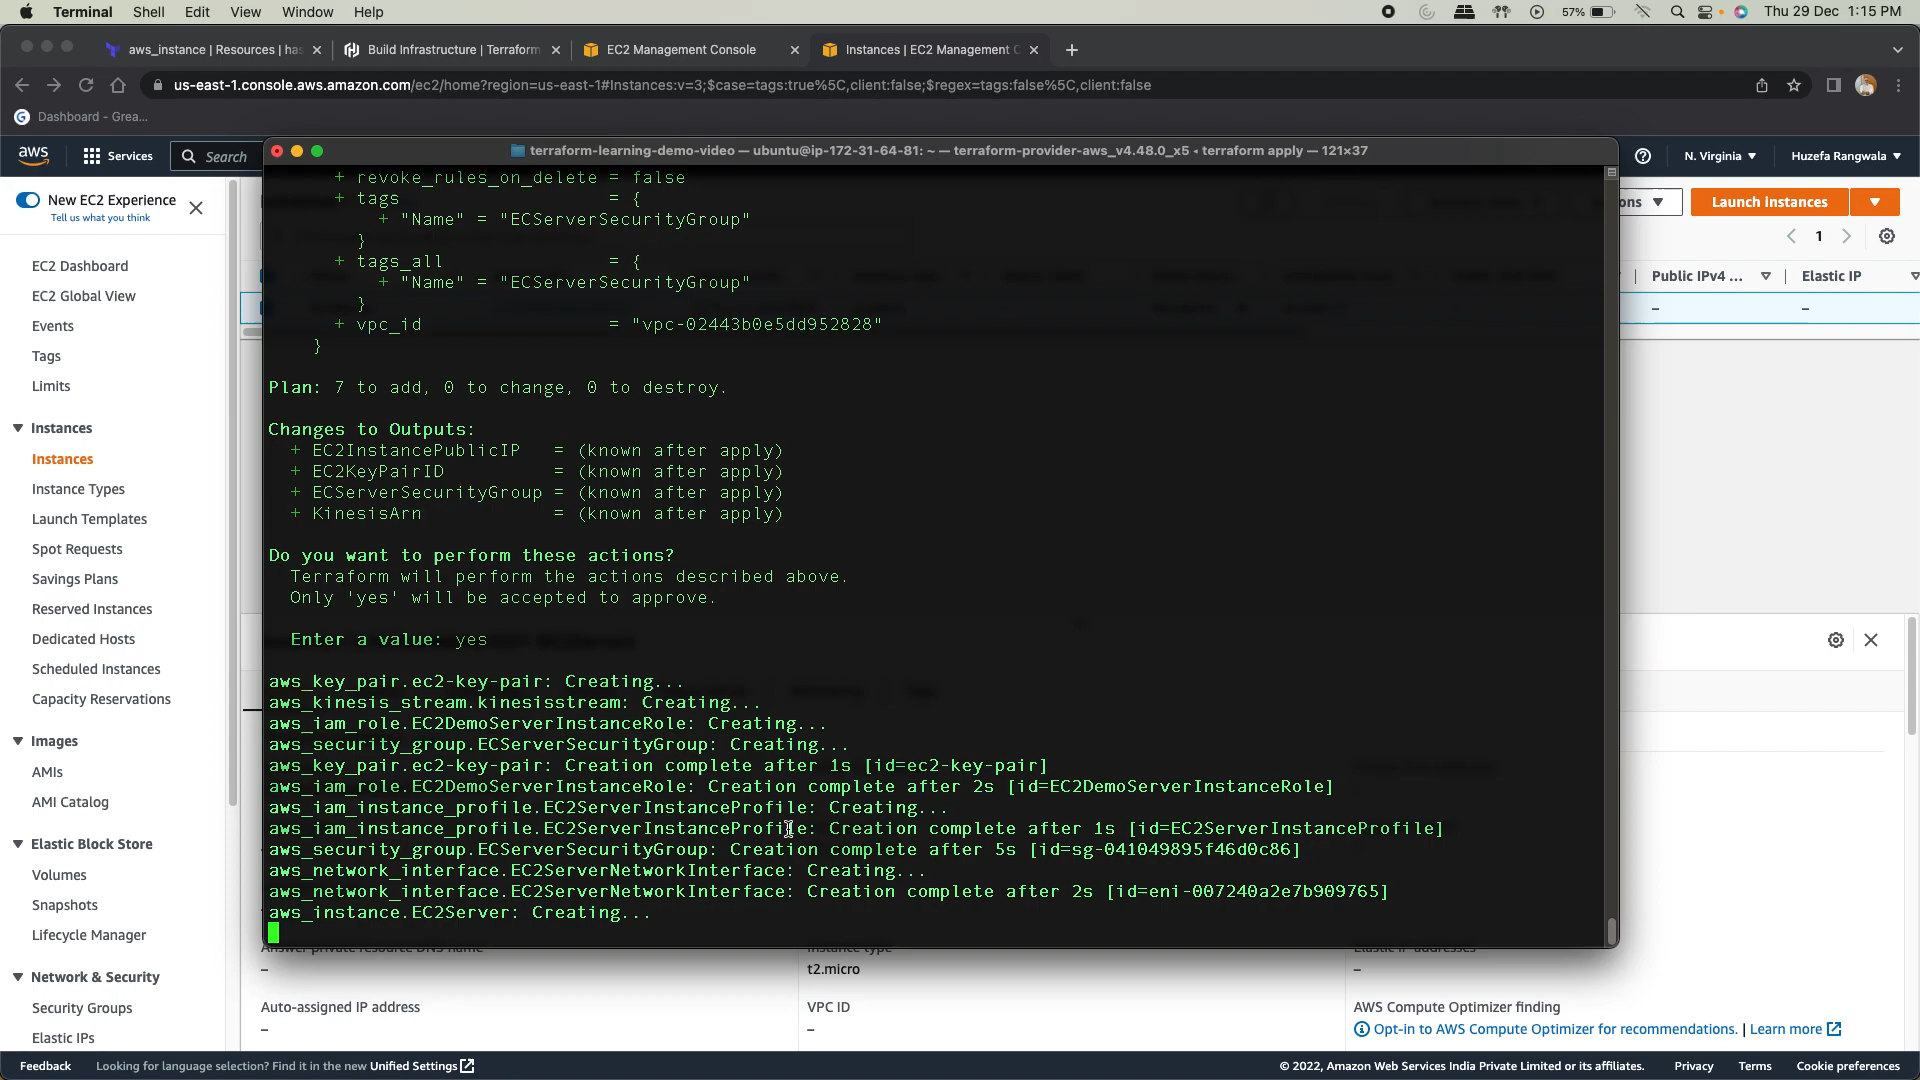 Terminal Shell Edit View Window Help
57% Thu 29 Dec 1:15 PM
aws_instance | Resources | has
Build Infrastructure | Terraform
EC2 Management Console
Instances | EC2 Management C
us-east-1.console.aws.amazon.com/ec2/home?region=us-east-1#Instances:v=3;$case=tags:true%5C,client:false;$regex=tags:false%5C,client:false
Dashboard - Grea...
aws Services Search
N. Virginia Huzefa Rangwala
terraform-learning-demo-video — ubuntu@ip-172-31-64-81: ~ — terraform-provider-aws_v4.48.0_x5 ◂ terraform apply — 121×37
New EC2 Experience
Tell us what you think
EC2 Dashboard
EC2 Global View
Events
Tags
Limits
Instances
Instances
Instance Types
Launch Templates
Spot Requests
Savings Plans
Reserved Instances
Dedicated Hosts
Scheduled Instances
Capacity Reservations
Images
AMIs
AMI Catalog
Elastic Block Store
Volumes
Snapshots
Lifecycle Manager
Network & Security
Security Groups
Elastic IPs
+ revoke_rules_on_delete = false
+ tags = {
+ "Name" = "ECServerSecurityGroup"
}
+ tags_all = {
+ "Name" = "ECServerSecurityGroup"
}
+ vpc_id = "vpc-02443b0e5dd952828"
}
Plan: 7 to add, 0 to change, 0 to destroy.
Changes to Outputs:
+ EC2InstancePublicIP = (known after apply)
+ EC2KeyPairID = (known after apply)
+ ECServerSecurityGroup = (known after apply)
+ KinesisArn = (known after apply)
Do you want to perform these actions?
Terraform will perform the actions described above.
Only 'yes' will be accepted to approve.
Enter a value: yes
aws_key_pair.ec2-key-pair: Creating...
aws_kinesis_stream.kinesisstream: Creating...
aws_iam_role.EC2DemoServerInstanceRole: Creating...
aws_security_group.ECServerSecurityGroup: Creating...
aws_key_pair.ec2-key-pair: Creation complete after 1s [id=ec2-key-pair]
aws_iam_role.EC2DemoServerInstanceRole: Creation complete after 2s [id=EC2DemoServerInstanceRole]
aws_iam_instance_profile.EC2ServerInstanceProfile: Creating...
aws_iam_instance_profile.EC2ServerInstanceProfile: Creation complete after 1s [id=EC2ServerInstanceProfile]
aws_security_group.ECServerSecurityGroup: Creation complete after 5s [id=sg-041049895f46d0c86]
aws_network_interface.EC2ServerNetworkInterface: Creating...
aws_network_interface.EC2ServerNetworkInterface: Creation complete after 2s [id=eni-007240a2e7b909765]
aws_instance.EC2Server: Creating...
ons Launch instances
1
Public IPv4 ... Elastic IP
– –
Answer private resource DNS name
–
Instance type
t2.micro
Elastic IP addresses
–
Auto-assigned IP address
–
VPC ID
–
AWS Compute Optimizer finding
Opt-in to AWS Compute Optimizer for recommendations. | Learn more
Feedback Looking for language selection? Find it in the new Unified Settings
© 2022, Amazon Web Services India Private Limited or its affiliates. Privacy Terms Cookie preferences